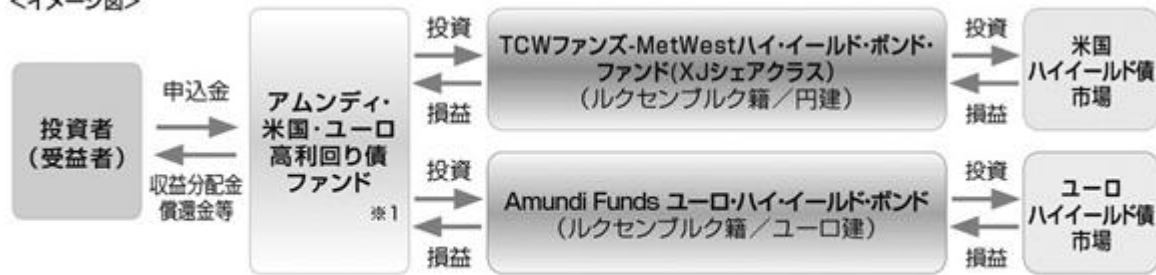 ＜イメージ図＞
投資者
（受益者）
申込金
収益分配金
償還金等
アムンディ・
米国・ユーロ
高利回り債
ファンド
※1
投資
損益
TCWファンズ-MetWestハイ・イールド・ボンド・
ファンド(XJシェアクラス)
（ルクセンブルク籍／円建）
投資
損益
米国
ハイイールド債
市場
投資
損益
Amundi Funds ユーロ・ハイ・イールド・ボンド
（ルクセンブルク籍／ユーロ建）
投資
損益
ユーロ
ハイイールド債
市場